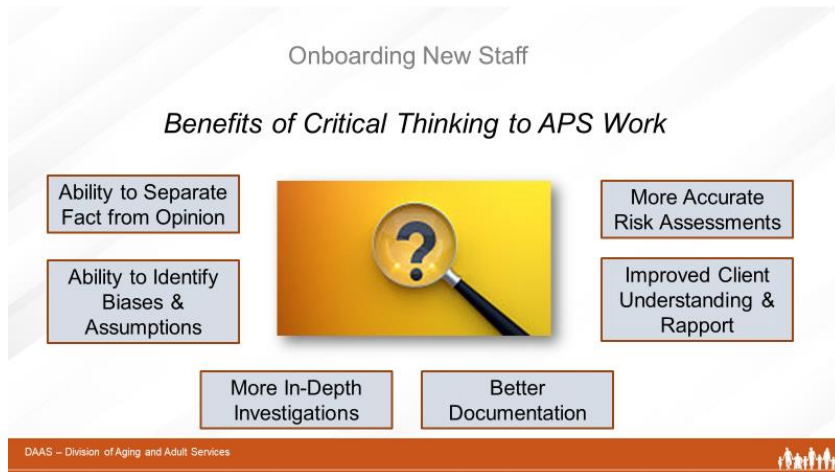 Onboarding New Staff
Benefits of Critical Thinking to APS Work
Ability to Separate
Fact from Opinion
Ability to Identify
Biases &
Assumptions
?
More Accurate
Risk Assessments
Improved Client
Understanding &
Rapport
More In-Depth
Investigations
Better
Documentation
DAAS – Division of Aging and Adult Services